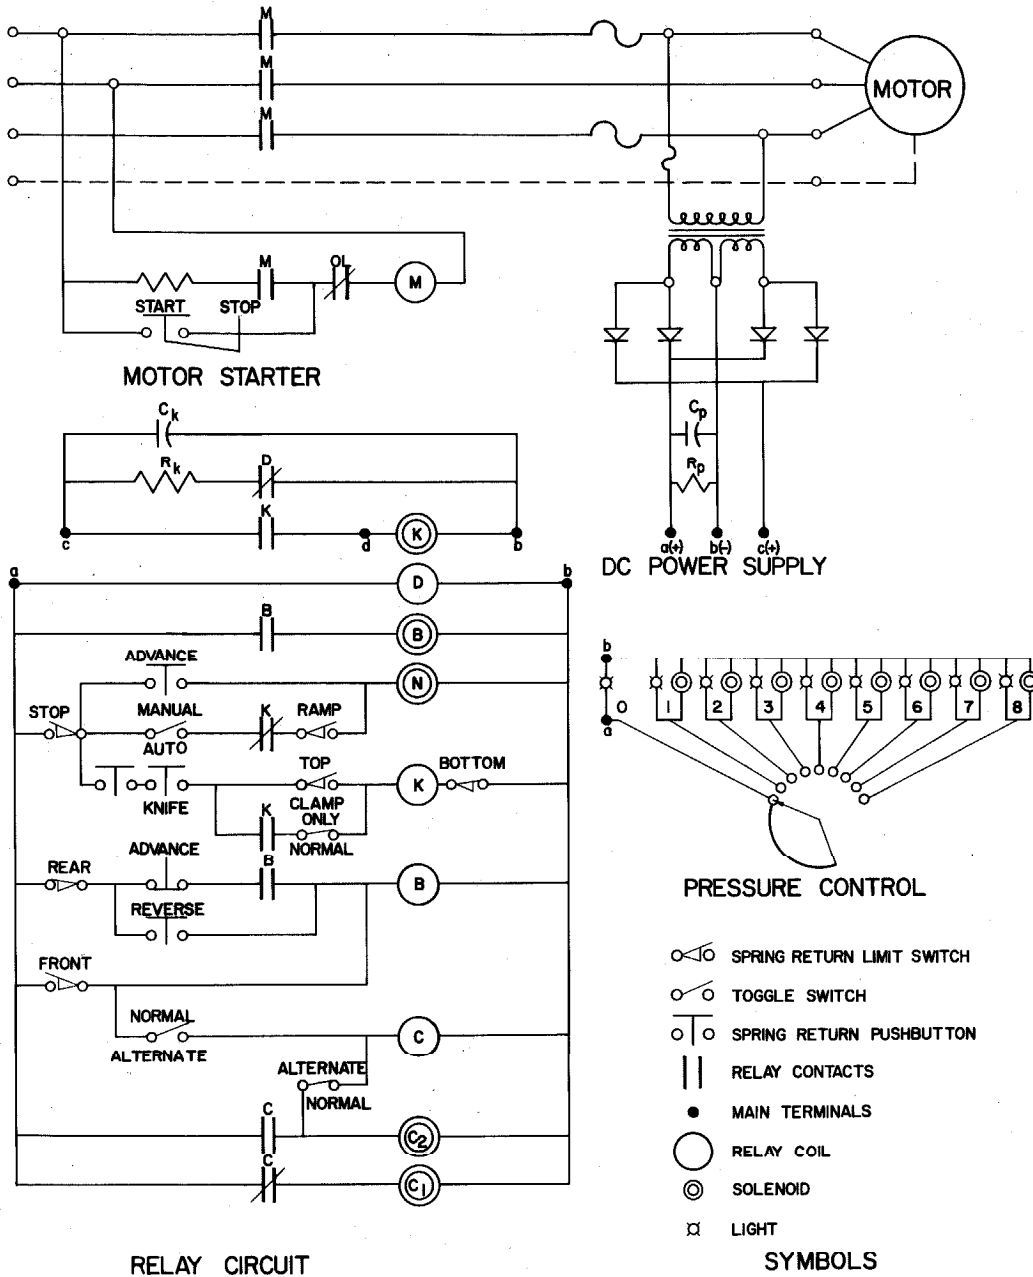 M
M
M
MOTOR
M
OL
M
START
STOP
MOTOR STARTER
Ck
Rk
D
K
c
d
K
b
Cp
Rp
a(+)
b(-)
c(+)
DC POWER SUPPLY
a
D
b
B
B
ADVANCE
N
STOP
MANUAL
K
RAMP
AUTO
TOP
K
BOTTOM
KNIFE
K
CLAMP
ONLY
NORMAL
ADVANCE
REAR
B
B
REVERSE
FRONT
NORMAL
C
ALTERNATE
ALTERNATE
NORMAL
C
C2
C
C1
RELAY CIRCUIT
b
0
1
2
3
4
5
6
7
8
a
PRESSURE CONTROL
SPRING RETURN LIMIT SWITCH
TOGGLE SWITCH
SPRING RETURN PUSHBUTTON
RELAY CONTACTS
MAIN TERMINALS
RELAY COIL
SOLENOID
LIGHT
SYMBOLS